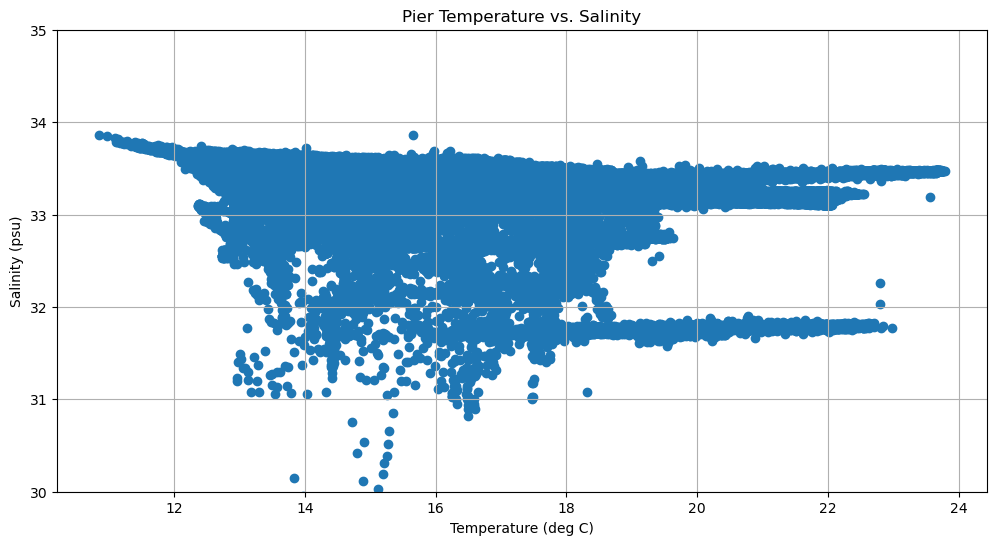 Pier Temperature vs. Salinity
35
34
33
32
31
30
Salinity (psu)
12 14 16 18 20 22 24
Temperature (deg C)